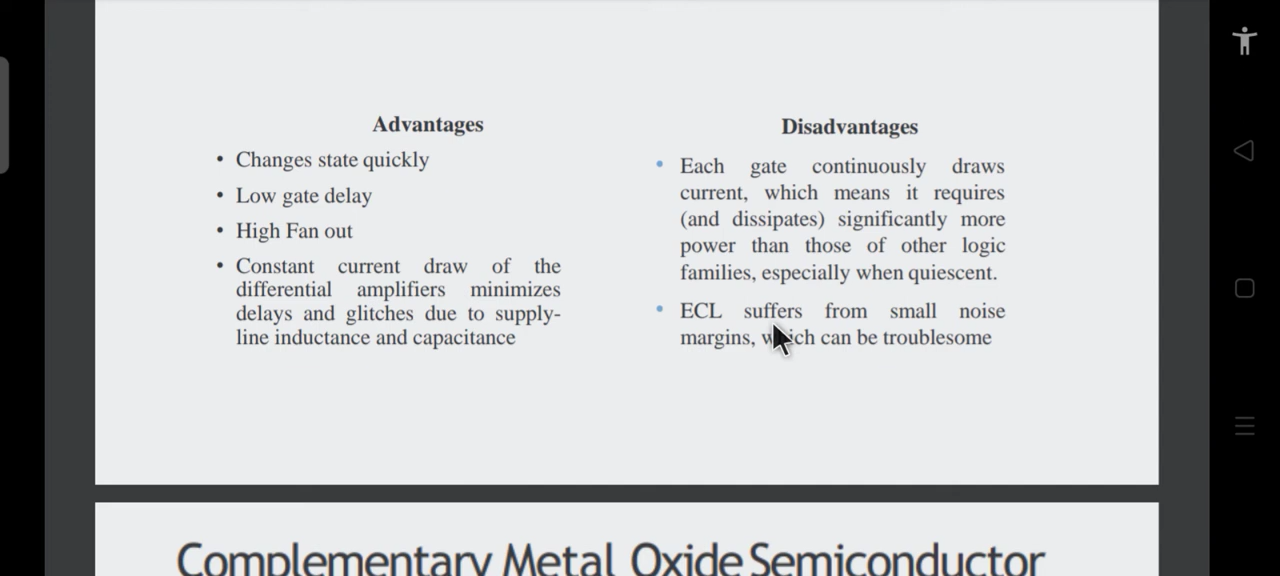 Advantages
• Changes state quickly
• Low gate delay
• High Fan out
• Constant current draw of the
differential amplifiers minimizes
delays and glitches due to supply-
line inductance and capacitance
Disadvantages
• Each gate continuously draws
current, which means it requires
(and dissipates) significantly more
power than those of other logic
families, especially when quiescent.
• ECL suffers from small noise
margins, which can be troublesome
Complementary Metal Oxide Semiconductor